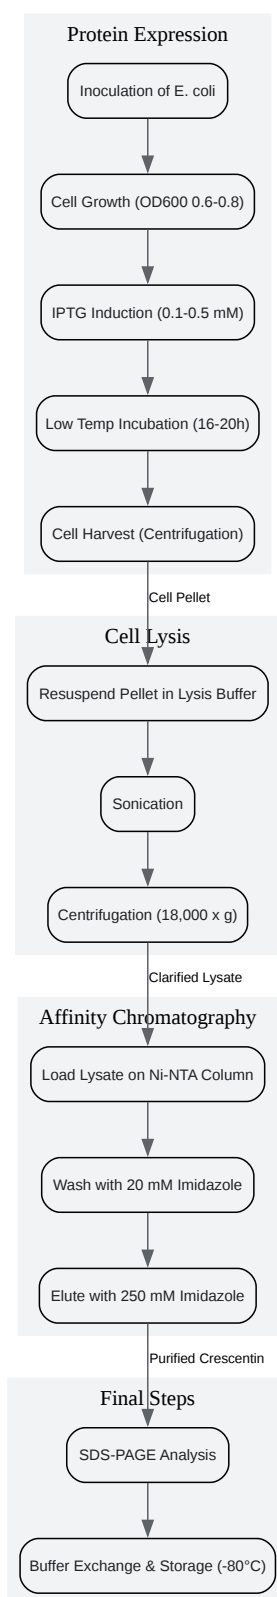 Protein Expression
Inoculation of E. coli
Cell Growth (OD600 0.6-0.8)
IPTG Induction (0.1-0.5 mM)
Low Temp Incubation (16-20h)
Cell Harvest (Centrifugation)
Cell Pellet
Cell Lysis
Resuspend Pellet in Lysis Buffer
Sonication
Centrifugation (18,000 x g)
Clarified Lysate
Affinity Chromatography
Load Lysate on Ni-NTA Column
Wash with 20 mM Imidazole
Elute with 250 mM Imidazole
Purified Crescentin
Final Steps
SDS-PAGE Analysis
Buffer Exchange & Storage (-80°C)